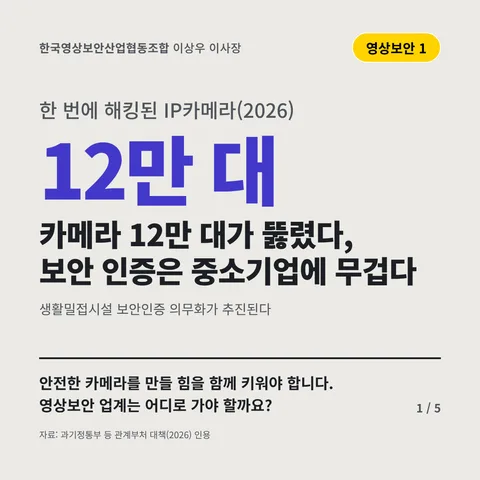 한국영상보안산업협동조합 이상우 이사장
영상보안 1
한 번에 해킹된 IP카메라(2026)
12만 대
카메라 12만 대가 뚫렸다,
보안 인증은 중소기업에 무겁다
생활밀접시설 보안인증 의무화가 추진된다
안전한 카메라를 만들 힘을 함께 키워야 합니다.
영상보안 업계는 어디로 가야 할까요?
1 / 5
자료: 과기정통부 등 관계부처 대책(2026) 인용